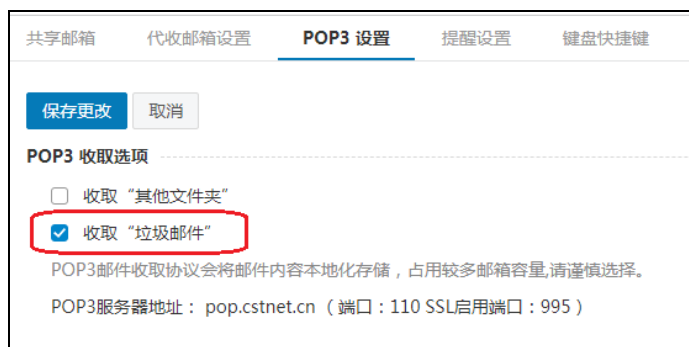 共享邮箱 代收邮箱设置 POP3 设置 提醒设置 键盘快捷键
保存更改 取消
POP3 收取选项
收取“其他文件夹”
收取“垃圾邮件”
POP3邮件收取协议会将邮件内容本地化存储，占用较多邮箱容量,请谨慎选择。
POP3服务器地址： pop.cstnet.cn （端口：110 SSL启用端口：995）